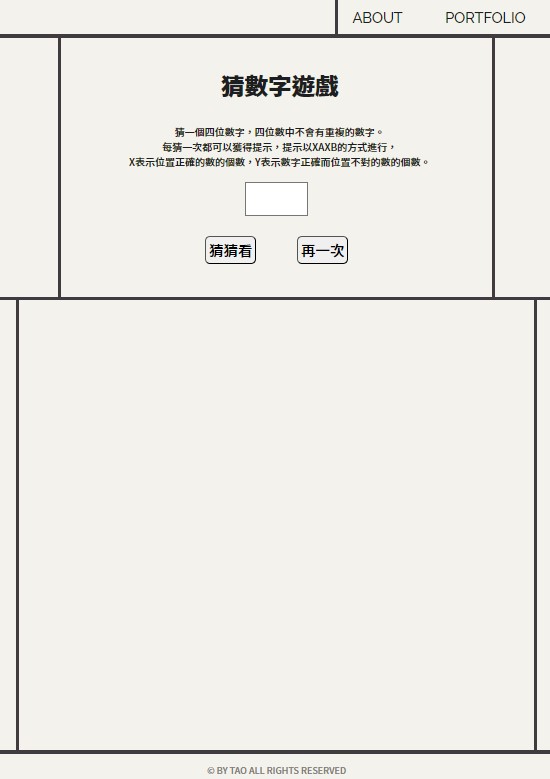 ABOUT PORTFOLIO
猜數字遊戲
猜一個四位數字，四位數中不會有重複的數字。
每猜一次都可以獲得提示，提示以XAXB的方式進行，
X表示位置正確的數的個數，Y表示數字正確而位置不對的數的個數。
猜猜看 再一次
© BY TAO ALL RIGHTS RESERVED